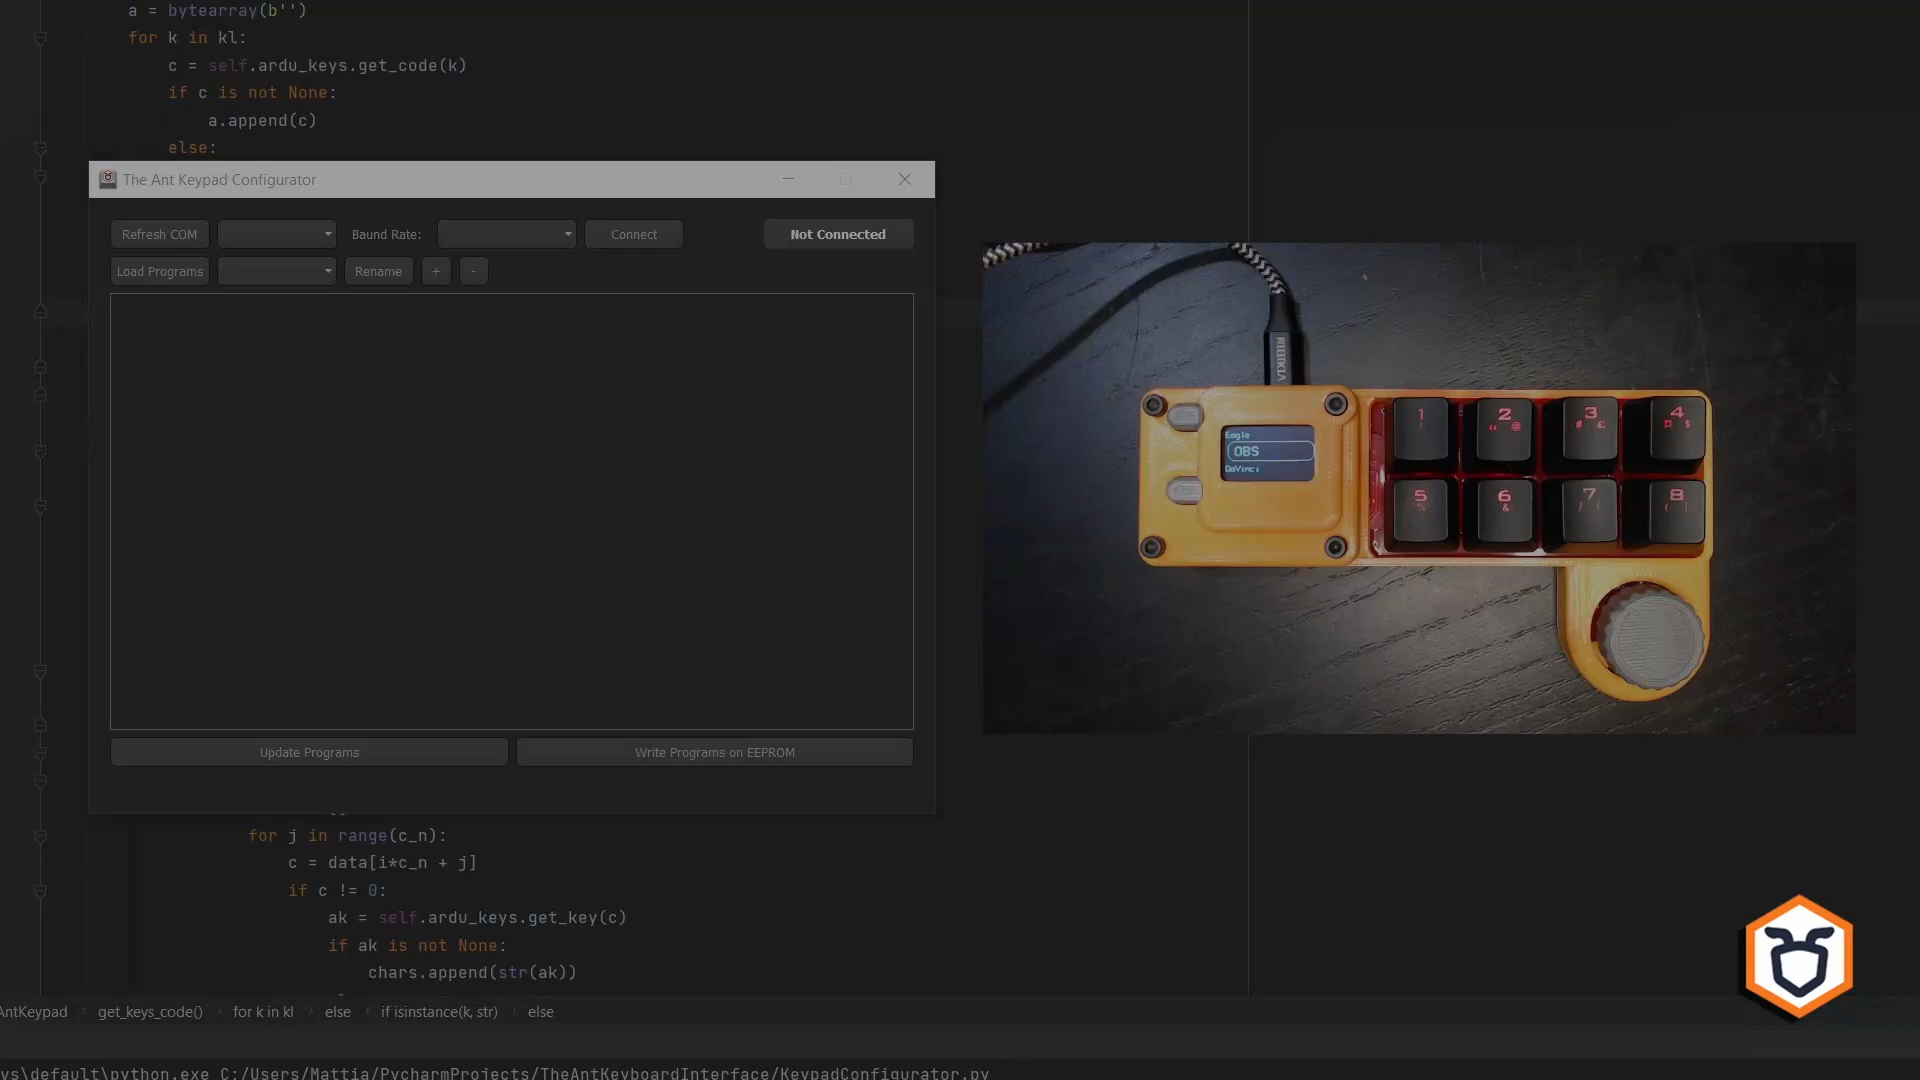 a = bytearray(b'')
for k in kl:
c = self.ardu_keys.get_code(k)
if c is not None:
a.append(c)
else:
The Ant Keypad Configurator
Refresh COM
Baund Rate:
Connect
Not Connected
Load Programs
Rename
+
-
Update Programs
Write Programs on EEPROM
Eagle
OBS
DaVinci
1
!
2
" @
3
# £
4
¤ $
5
%
6
&
7
/ {
8
(
for j in range(c_n):
c = data[i*c_n + j]
if c != 0:
ak = self.ardu_keys.get_key(c)
if ak is not None:
chars.append(str(ak))
AntKeypad
get_keys_code()
for k in kl
else
if isinstance(k, str)
else
ys\default\python.exe C:/Users/Mattia/PycharmProjects/TheAntKeyboardInterface/KeypadConfigurator.py